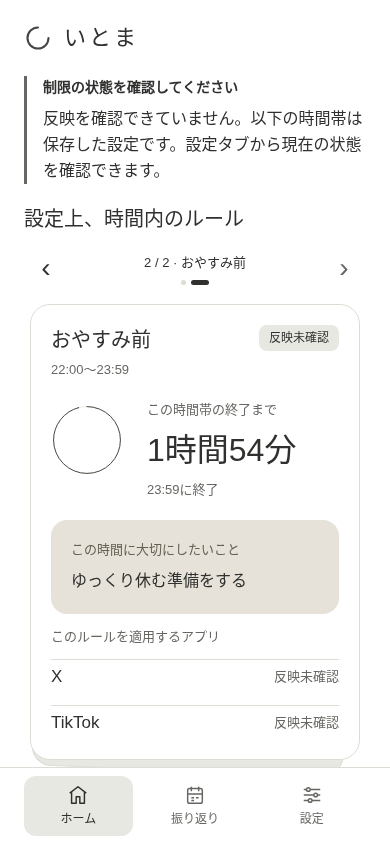 いとま
制限の状態を確認してください
反映を確認できていません。以下の時間帯は
保存した設定です。設定タブから現在の状態
を確認できます。
設定上、時間内のルール
‹ 2 / 2 · おやすみ前 ›
おやすみ前 反映未確認
22:00〜23:59
この時間帯の終了まで
1時間54分
23:59に終了
この時間に大切にしたいこと
ゆっくり休む準備をする
このルールを適用するアプリ
X 反映未確認
TikTok 反映未確認
ホーム 振り返り 設定